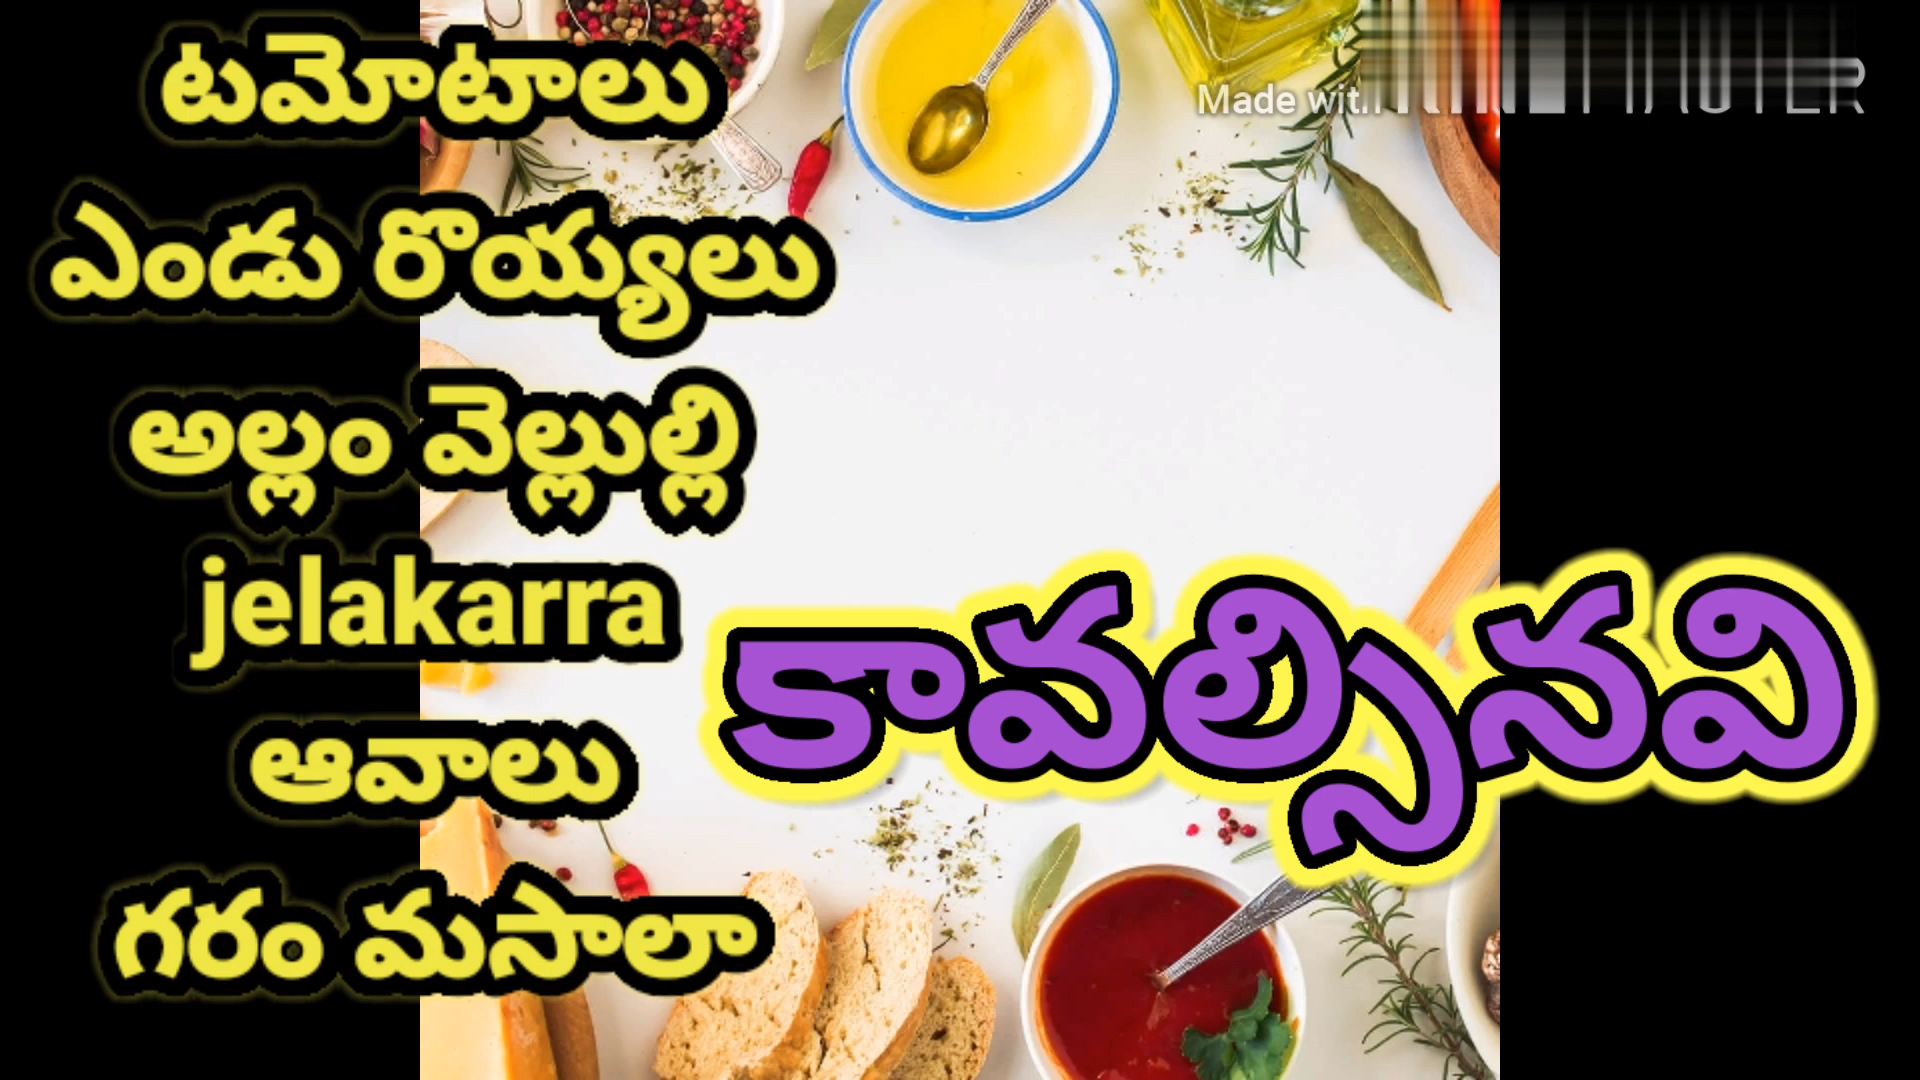 టమోటాలు
ఎండు రొయ్యలు
అల్లం వెల్లుల్లి
jelakarra
ఆవాలు
గరం మసాలా
కావల్సినవి
Made wit